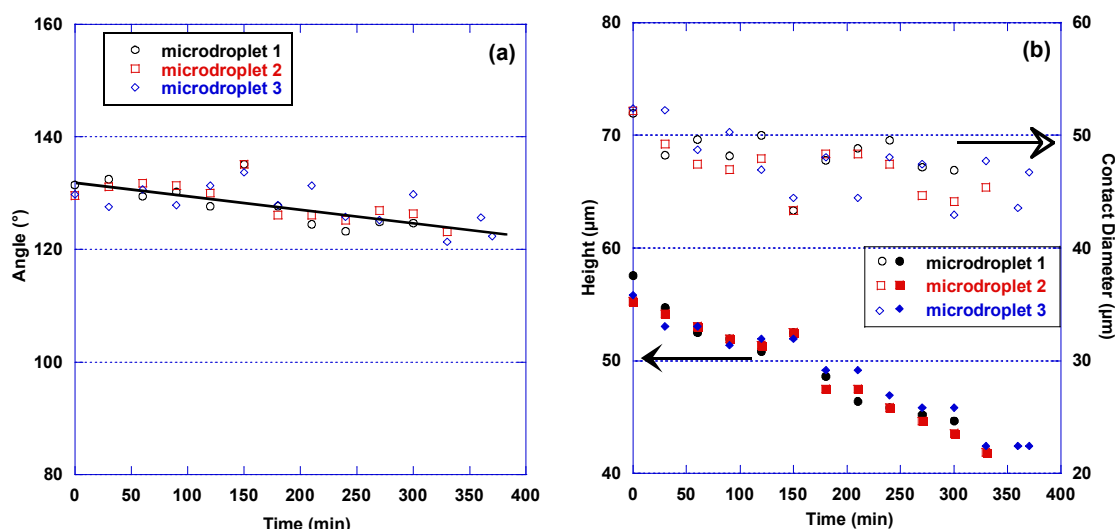 (a)
microdroplet 1
microdroplet 2
microdroplet 3
160
140
120
100
80
Angle (°)
0 50 100 150 200 250 300 350 400
Time (min)
(b)
80
70
60
50
40
Height (µm)
60
50
40
30
20
Contact Diameter (µm)
microdroplet 1
microdroplet 2
microdroplet 3
0 50 100 150 200 250 300 350 400
Time (min)